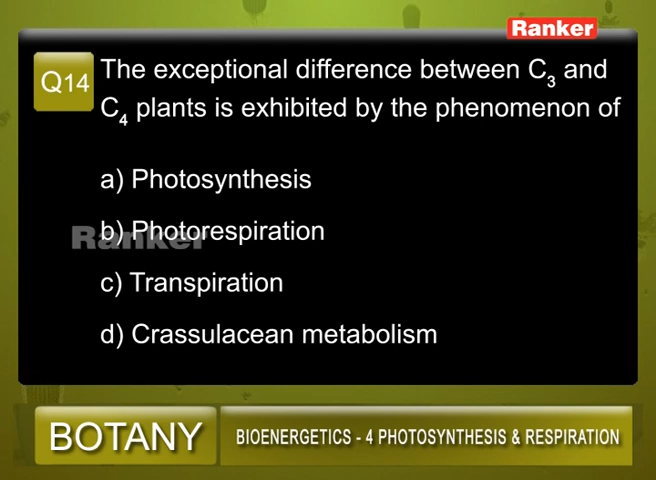 Ranker
Q14
The exceptional difference between C₃ and
C₄ plants is exhibited by the phenomenon of
a) Photosynthesis
b) Photorespiration
Ranker
c) Transpiration
d) Crassulacean metabolism
BOTANY
BIOENERGETICS - 4 PHOTOSYNTHESIS & RESPIRATION